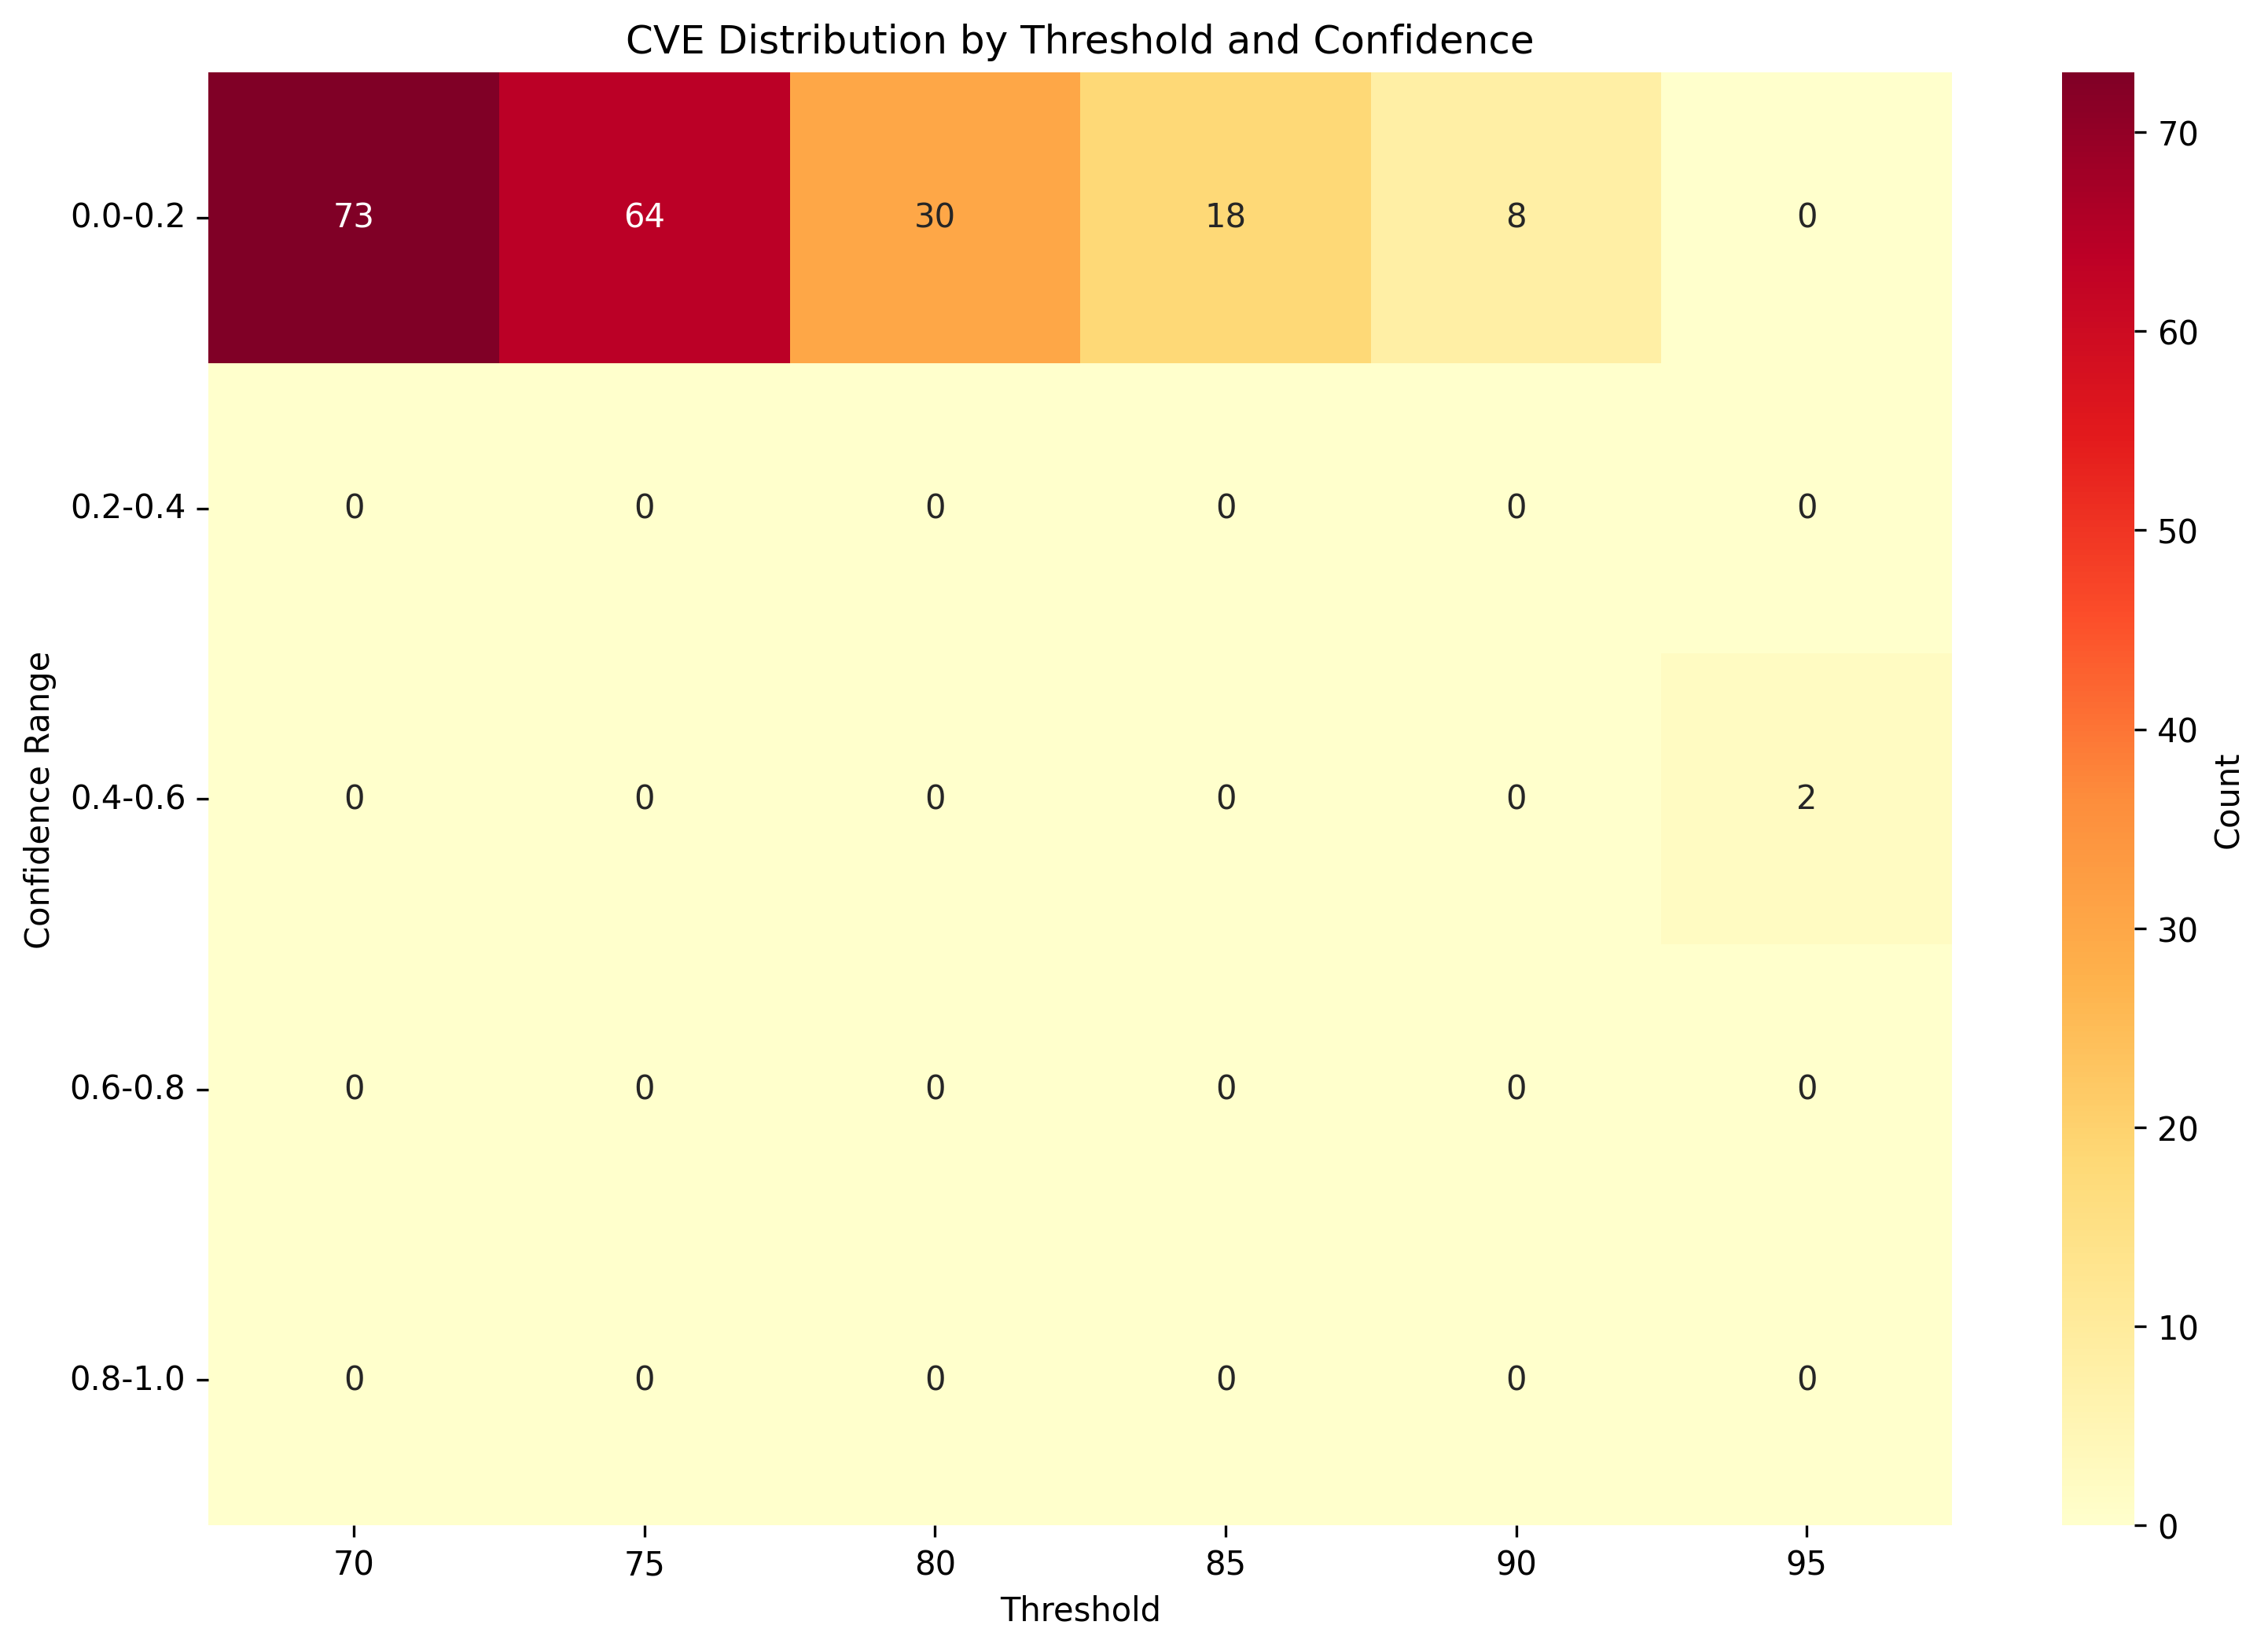 CVE Distribution by Threshold and Confidence
0.0-0.2 73 64 30 18 8 0
0.2-0.4 0 0 0 0 0 0
0.4-0.6 0 0 0 0 0 2
0.6-0.8 0 0 0 0 0 0
0.8-1.0 0 0 0 0 0 0
70 75 80 85 90 95
Threshold
Confidence Range
70
60
50
40
30
20
10
0
Count